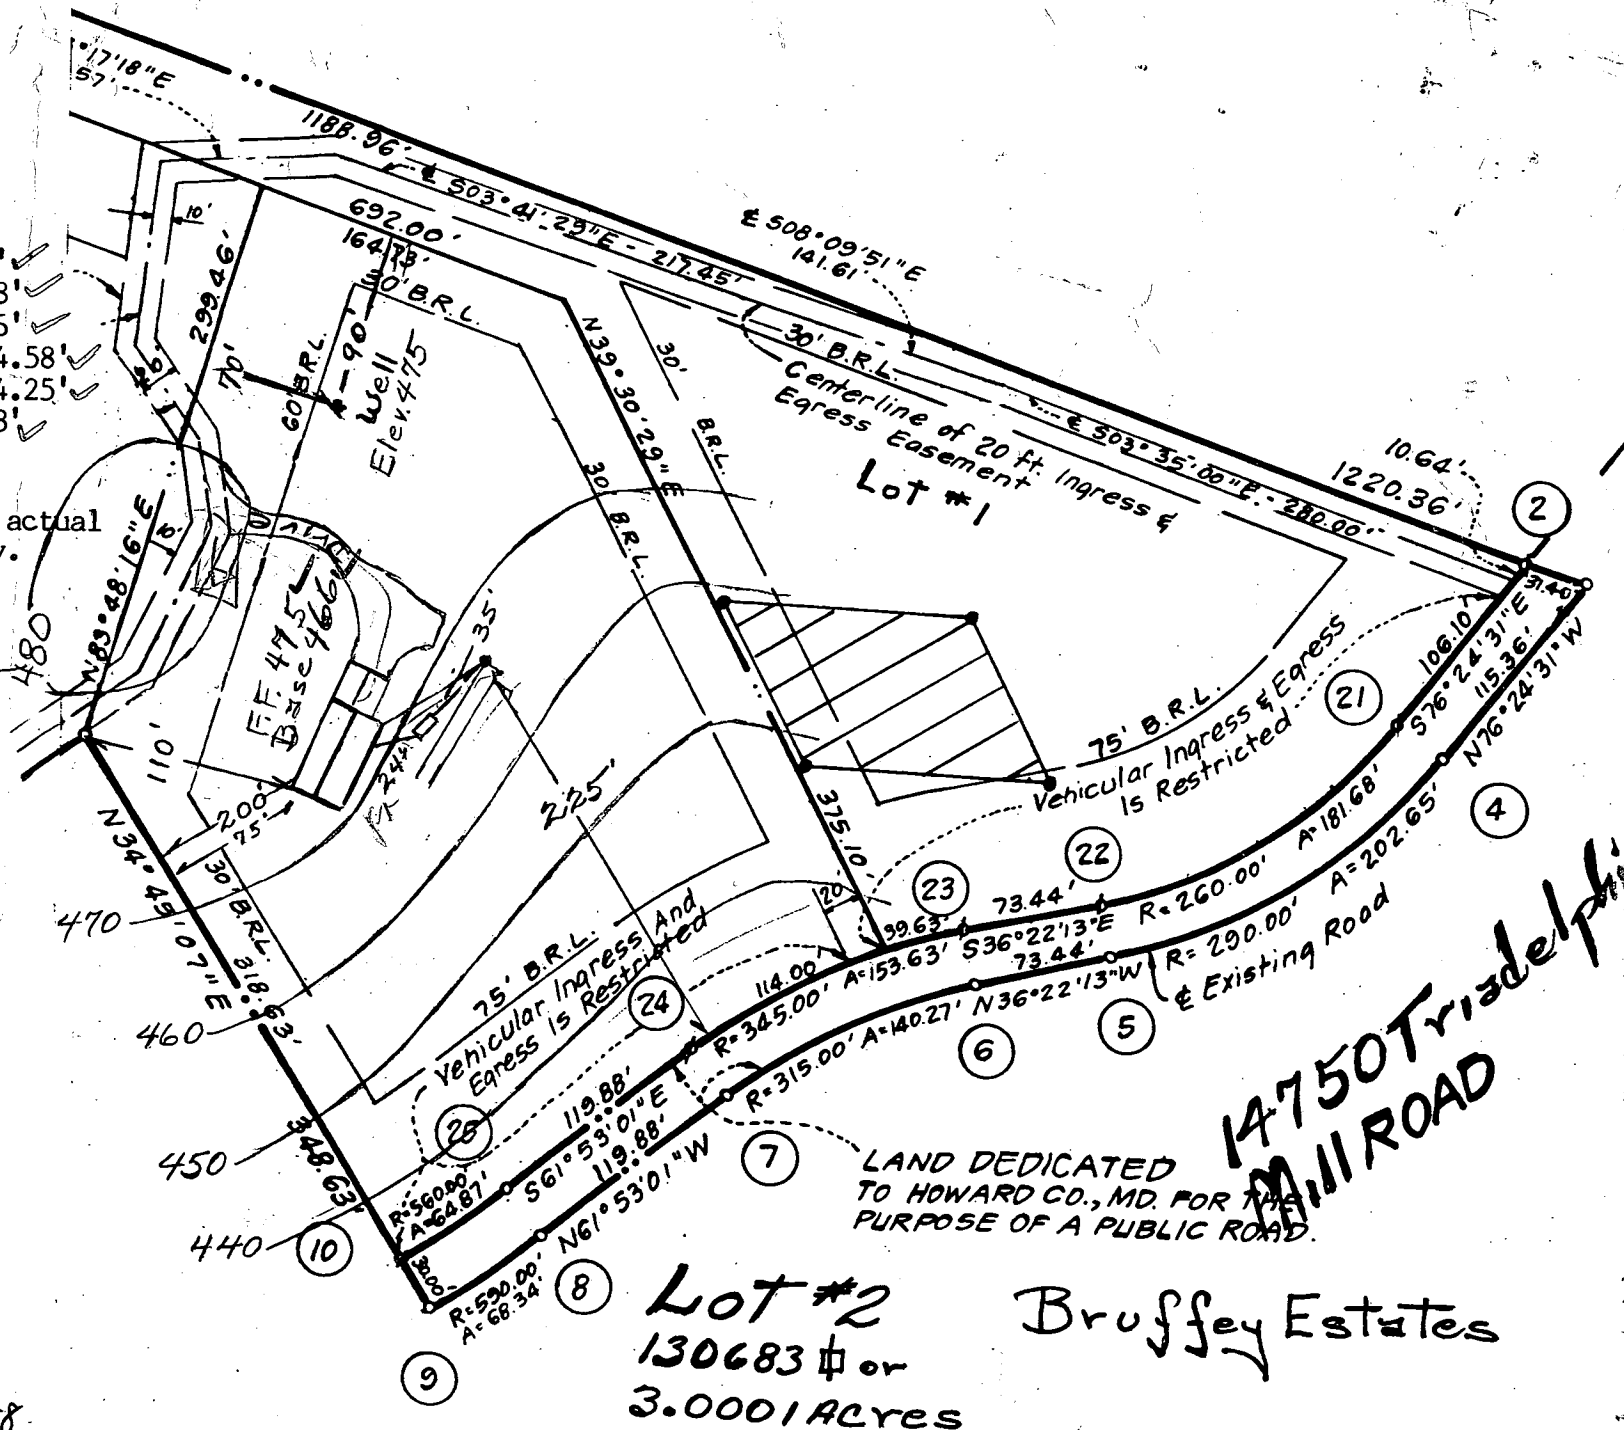 °17'18"E
57'
1188.96'
℄ S03°41'29"E - 217.45'
℄ S08°09'51"E
141.61'
692.00'
164.73'
30' B.R.L.
10'
299.46'
70'
60' B.R.L.
90'
Well
Elev. 475
4.58'
4.25'
actual
N39°30'29"E
30'
B.R.L.
30'
B.R.L.
30' B.R.L.
Centerline of 20 ft. Ingress &
Egress Easement
Lot #1
℄ S03°35'00"E - 280.00'
10.64'
1220.36'
2
31.40'
106.10'
S76°24'31"E
115.36'
N76°24'31"W
21
4
480
N83°48'16"E
10'
F.F. 475
Base 466
35'
110'
24'
200'
75'
225'
N34°49'07"E
318.63'
30' B.R.L.
375.10
20'
75' B.R.L.
Vehicular Ingress & Egress
Is Restricted
470
460
450
440
348.63'
75' B.R.L.
Vehicular Ingress And
Egress Is Restricted
24
23
22
39.63'
73.44'
S36°22'13"E
R=260.00' A=181.68'
114.00'
R=345.00' A=153.63'
73.44'
N36°22'13"W
R=290.00' A=202.65'
℄ Existing Road
R=315.00' A=140.27'
6
5
25
119.88'
S61°53'01"E
119.88'
N61°53'01"W
R=560.00'
A=64.87'
30.00'
R=590.00'
A=68.34'
10
9
8
7
LAND DEDICATED
TO HOWARD CO., MD. FOR THE
PURPOSE OF A PUBLIC ROAD.
14750 Triadelphi
Mill ROAD
Lot #2
130683 ⏍ or
3.0001 Acres
Bruffey Estates